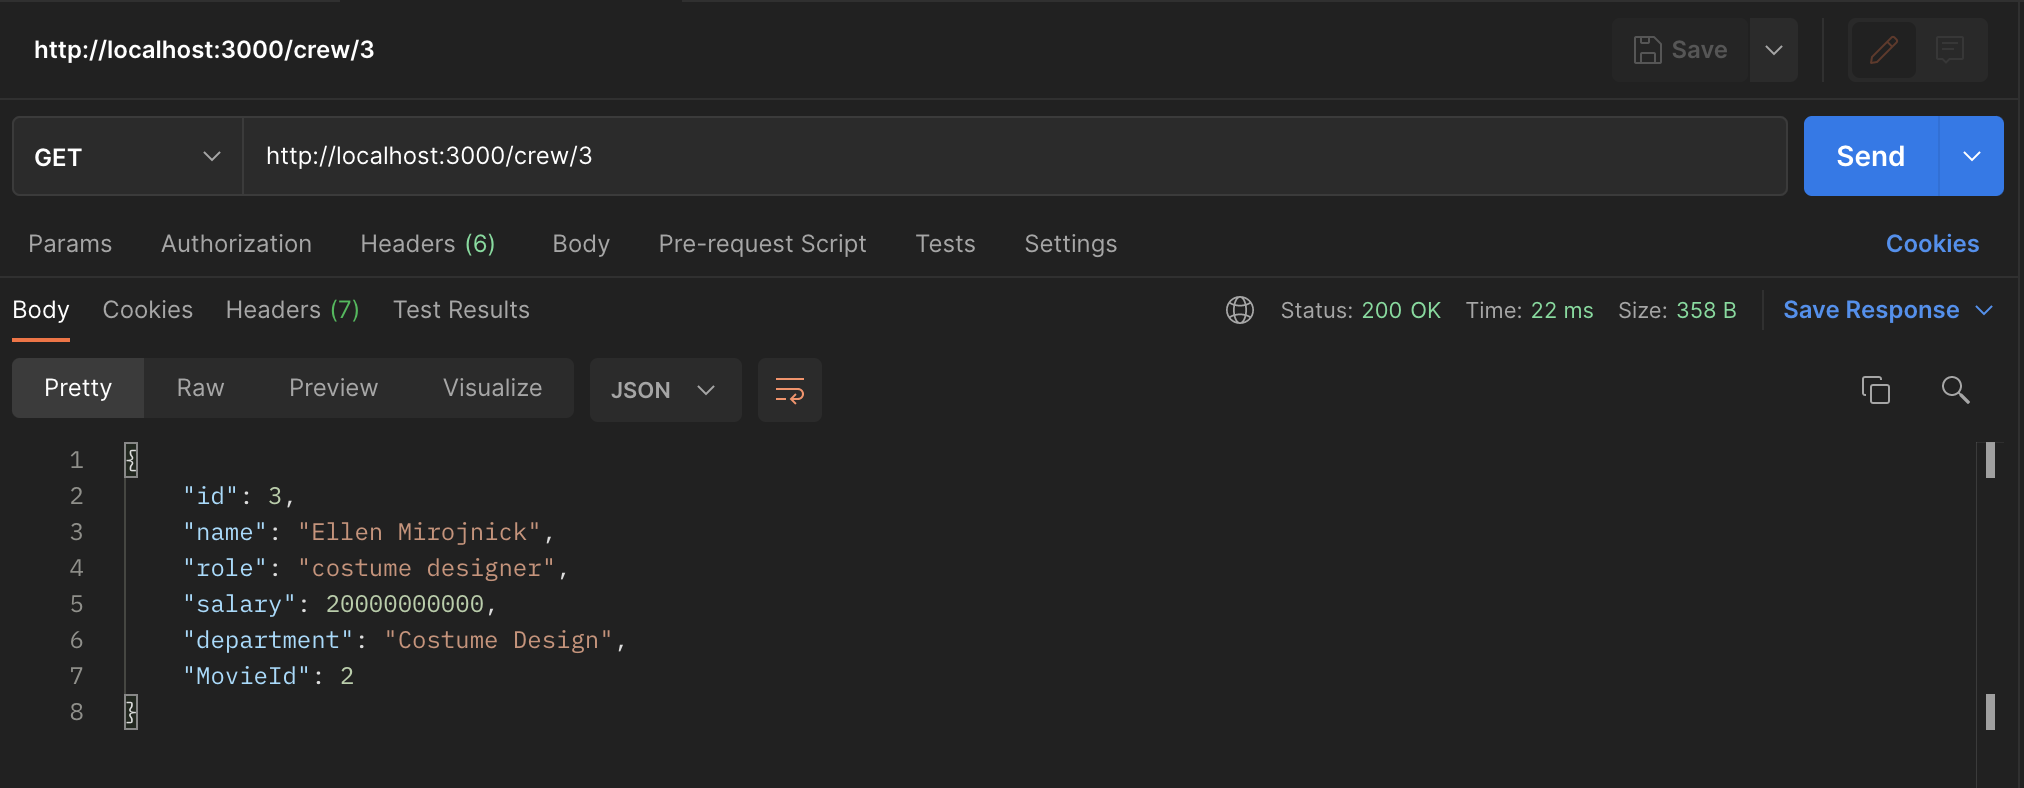 http://localhost:3000/crew/3
Save
GET
http://localhost:3000/crew/3
Send
Params Authorization Headers (6) Body Pre-request Script Tests Settings Cookies
Body Cookies Headers (7) Test Results Status: 200 OK Time: 22 ms Size: 358 B Save Response
Pretty Raw Preview Visualize JSON
1 {
2 "id": 3,
3 "name": "Ellen Mirojnick",
4 "role": "costume designer",
5 "salary": 20000000000,
6 "department": "Costume Design",
7 "MovieId": 2
8 }